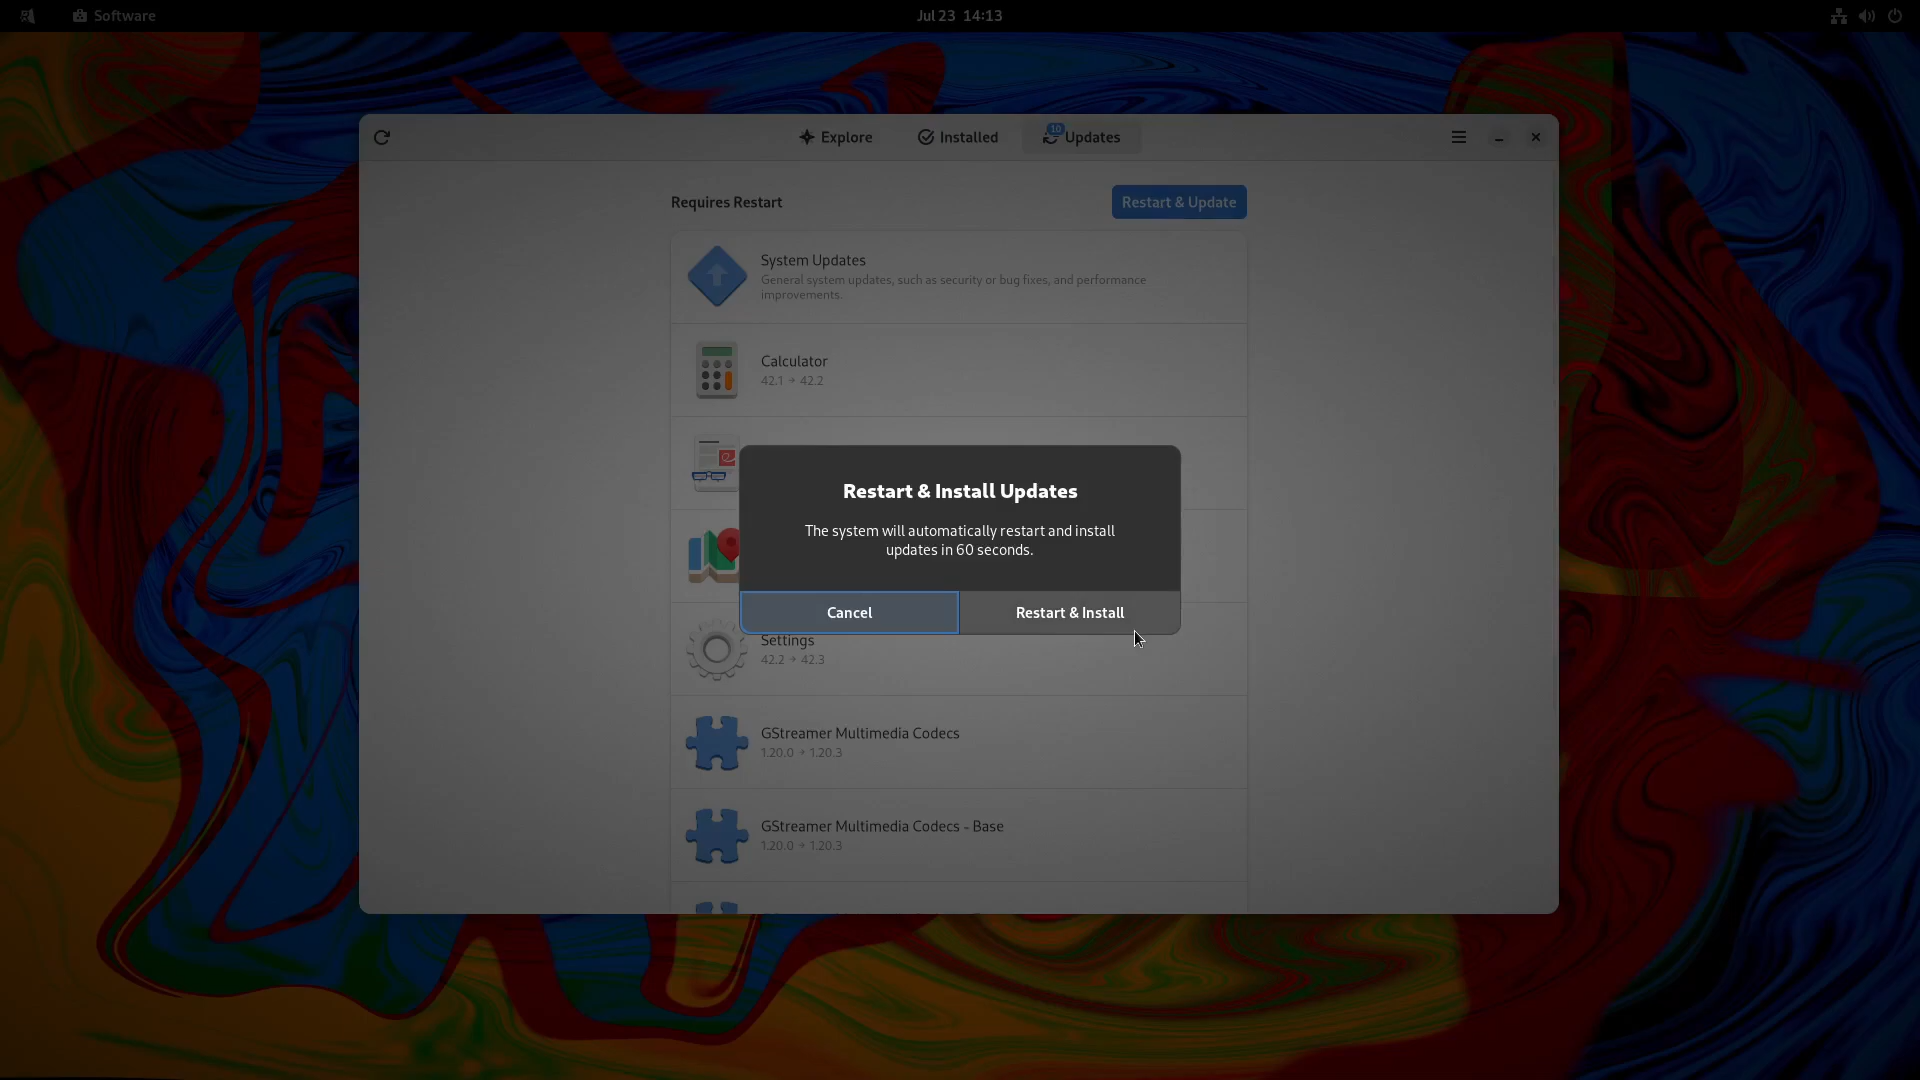 Software
Jul 23 14:13
Explore
Installed
10
Updates
Requires Restart
Restart & Update
System Updates
General system updates, such as security or bug fixes, and performance
improvements.
Calculator
42.1 → 42.2
Restart & Install Updates
The system will automatically restart and install
updates in 60 seconds.
Cancel
Restart & Install
Settings
42.2 → 42.3
GStreamer Multimedia Codecs
1.20.0 → 1.20.3
GStreamer Multimedia Codecs - Base
1.20.0 → 1.20.3